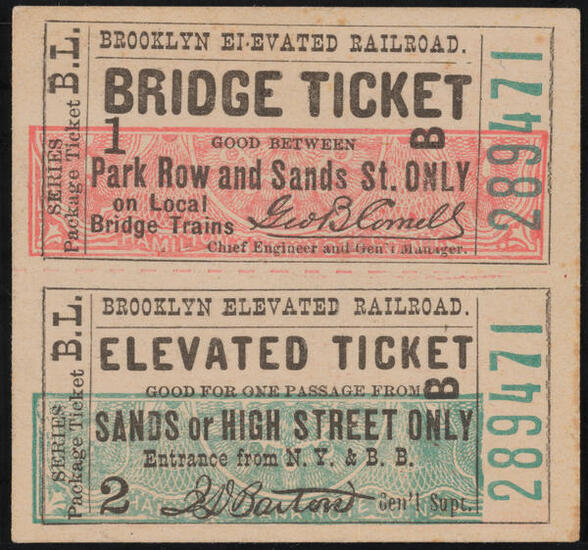 BROOKLYN ELEVATED RAILROAD.
BRIDGE TICKET
1
GOOD BETWEEN
B
Park Row and Sands St. ONLY
on Local
Bridge Trains
Geo B Cornell
Chief Engineer and Gen'l Manager.
SERIES B.L.
Package Ticket
289471
BROOKLYN ELEVATED RAILROAD.
ELEVATED TICKET
GOOD FOR ONE PASSAGE FROM
B
SANDS or HIGH STREET ONLY
Entrance from N. Y. & B. B.
2
Gen'l Supt.
SERIES B.L.
Package Ticket
289471